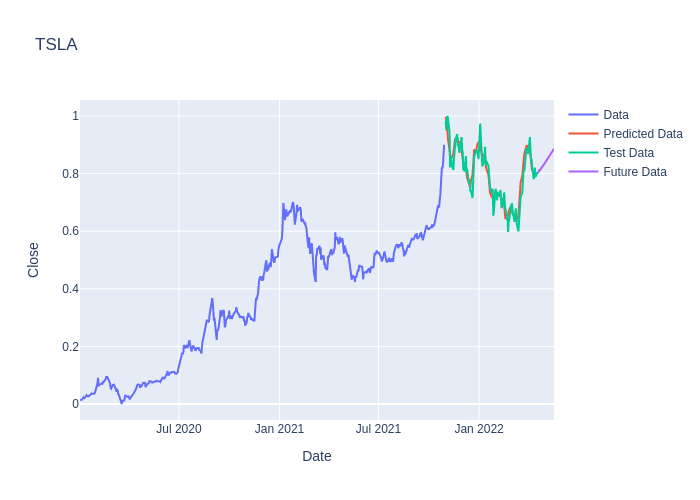 TSLA
1
0.8
0.6
0.4
0.2
0
Close
Jul 2020
Jan 2021
Jul 2021
Jan 2022
Date
Data
Predicted Data
Test Data
Future Data